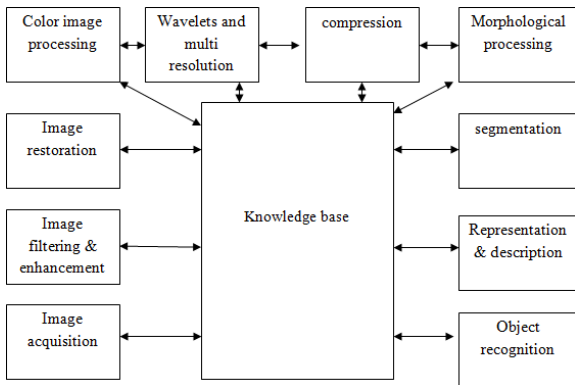 Color image
processing
Wavelets and
multi
resolution
compression
Morphological
processing
Image
restoration
segmentation
Knowledge base
Image
filtering &
enhancement
Representation
& description
Image
acquisition
Object
recognition